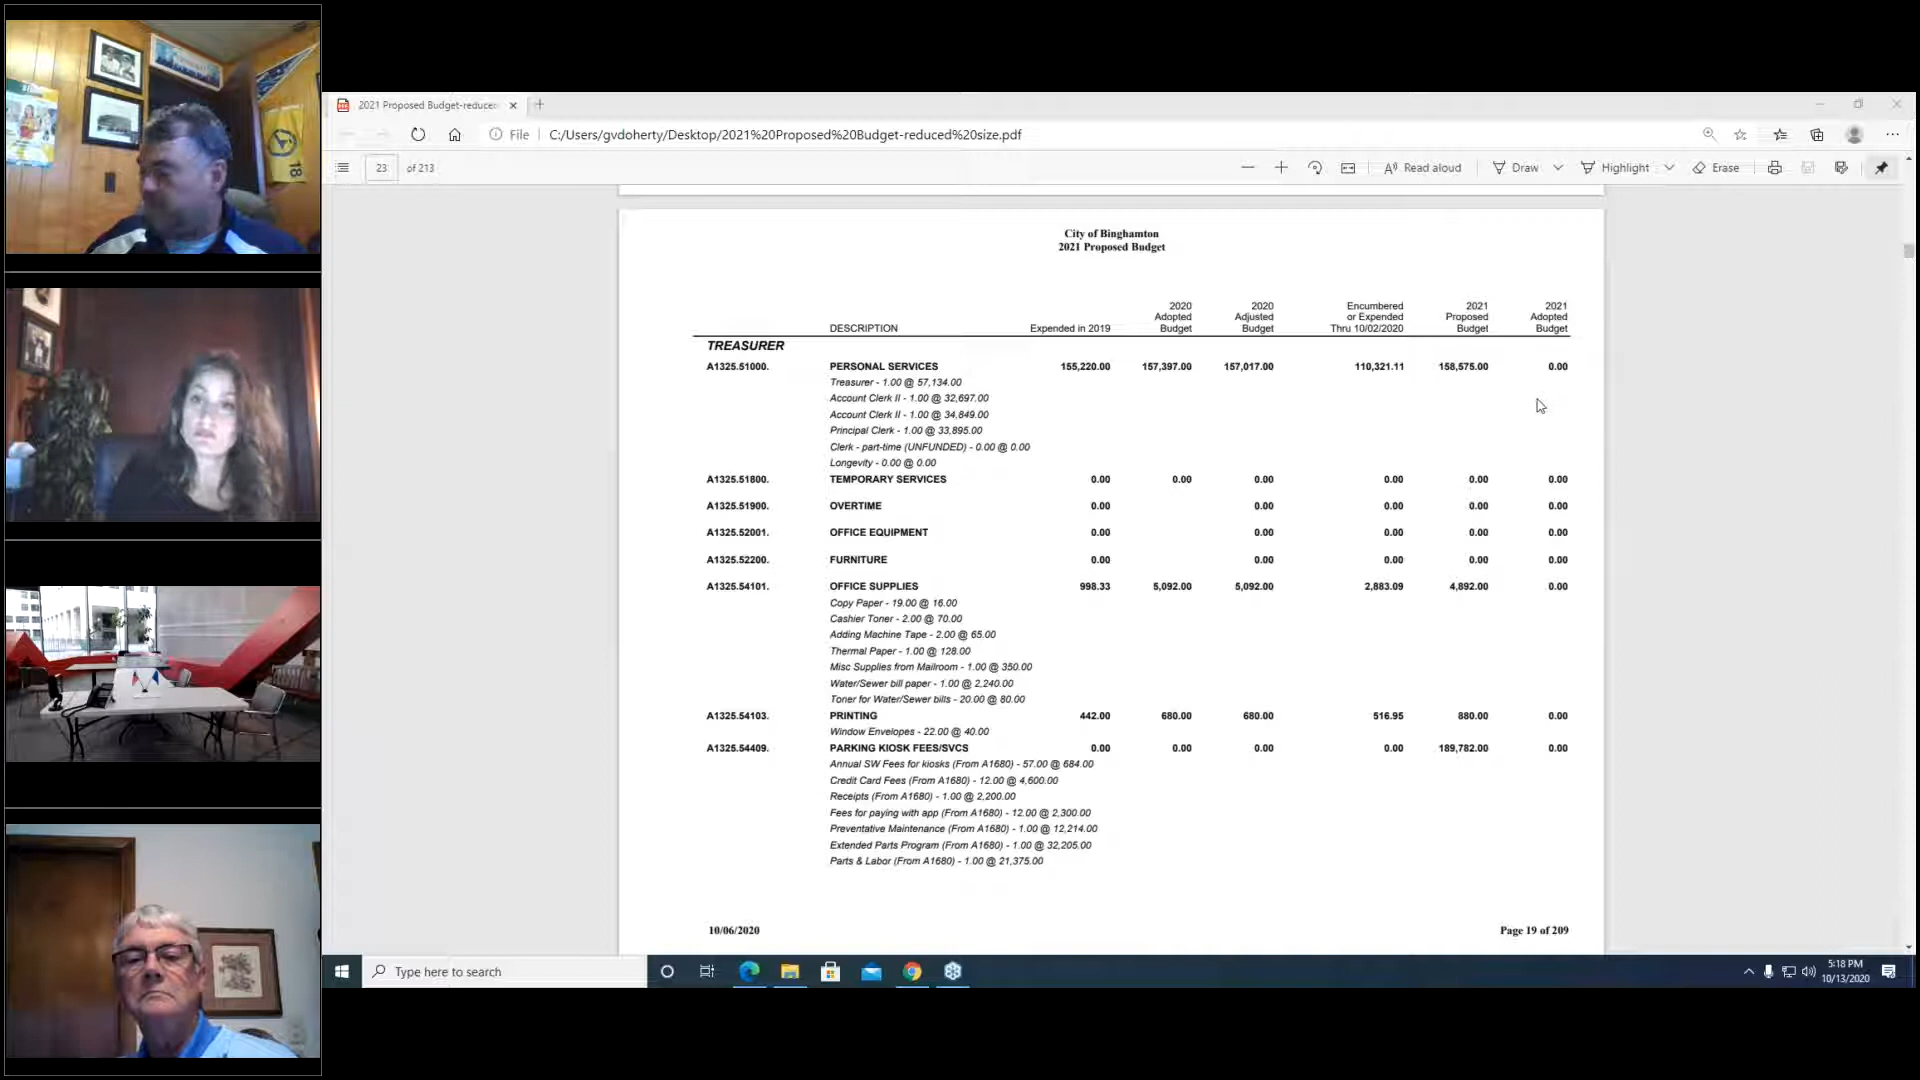 2021 Proposed Budget-reduced
File
C:/Users/gvdoherty/Desktop/2021%20Proposed%20Budget-reduced%20size.pdf
23 of 213
Read aloud
Draw
Highlight
Erase
City of Binghamton
2021 Proposed Budget
DESCRIPTION
Expended in 2019
2020 Adopted Budget
2020 Adjusted Budget
Encumbered or Expended Thru 10/02/2020
2021 Proposed Budget
2021 Adopted Budget
TREASURER
A1325.51000. PERSONAL SERVICES 155,220.00 157,397.00 157,017.00 110,321.11 158,575.00 0.00
Treasurer - 1.00 @ 57,134.00
Account Clerk II - 1.00 @ 32,697.00
Account Clerk II - 1.00 @ 34,849.00
Principal Clerk - 1.00 @ 33,895.00
Clerk - part-time (UNFUNDED) - 0.00 @ 0.00
Longevity - 0.00 @ 0.00
A1325.51800. TEMPORARY SERVICES 0.00 0.00 0.00 0.00 0.00 0.00
A1325.51900. OVERTIME 0.00 0.00 0.00 0.00 0.00
A1325.52001. OFFICE EQUIPMENT 0.00 0.00 0.00 0.00 0.00
A1325.52200. FURNITURE 0.00 0.00 0.00 0.00 0.00
A1325.54101. OFFICE SUPPLIES 998.33 5,092.00 5,092.00 2,883.09 4,892.00 0.00
Copy Paper - 19.00 @ 16.00
Cashier Toner - 2.00 @ 70.00
Adding Machine Tape - 2.00 @ 65.00
Thermal Paper - 1.00 @ 128.00
Misc Supplies from Mailroom - 1.00 @ 350.00
Water/Sewer bill paper - 1.00 @ 2,240.00
Toner for Water/Sewer bills - 20.00 @ 80.00
A1325.54103. PRINTING 442.00 680.00 680.00 516.95 880.00 0.00
Window Envelopes - 22.00 @ 40.00
A1325.54409. PARKING KIOSK FEES/SVCS 0.00 0.00 0.00 0.00 189,782.00 0.00
Annual SW Fees for kiosks (From A1680) - 57.00 @ 684.00
Credit Card Fees (From A1680) - 12.00 @ 4,600.00
Receipts (From A1680) - 1.00 @ 2,200.00
Fees for paying with app (From A1680) - 12.00 @ 2,300.00
Preventative Maintenance (From A1680) - 1.00 @ 12,214.00
Extended Parts Program (From A1680) - 1.00 @ 32,205.00
Parts & Labor (From A1680) - 1.00 @ 21,375.00
10/06/2020
Page 19 of 209
Type here to search
5:18 PM
10/13/2020
18